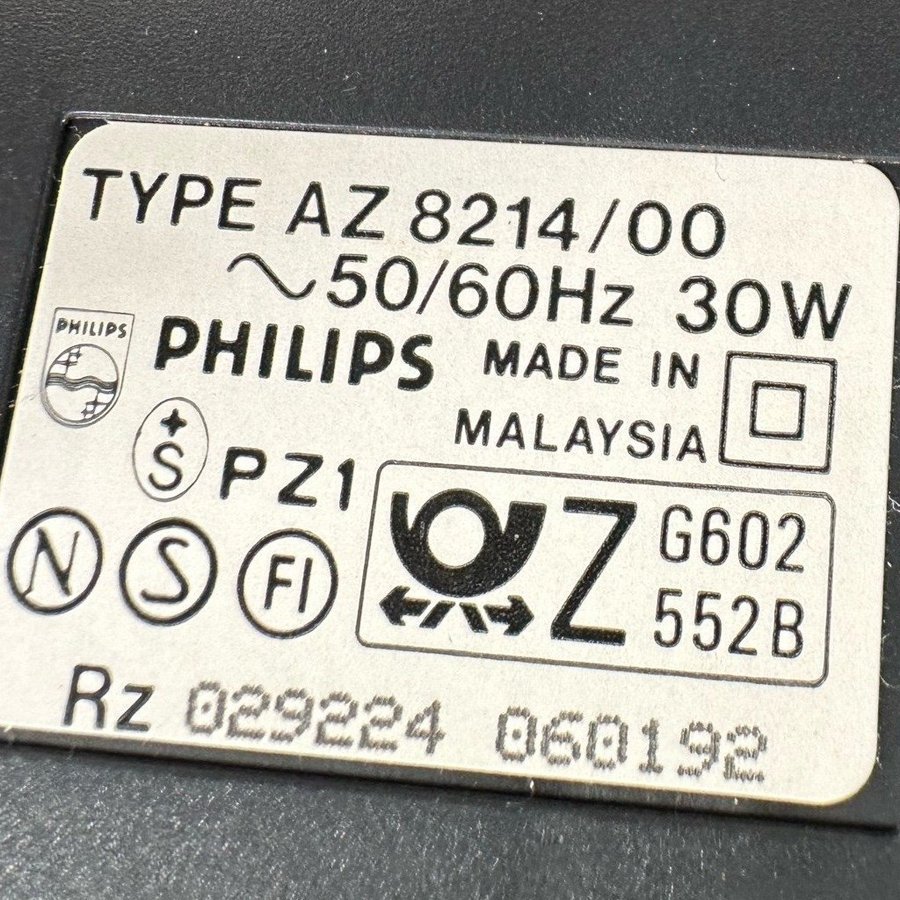 TYPE AZ 8214/00
~50/60Hz 30W
PHILIPS
PHILIPS
MADE IN
MALAYSIA
S PZ1
N S FI
Z G602
552B
Rz 029224 060192